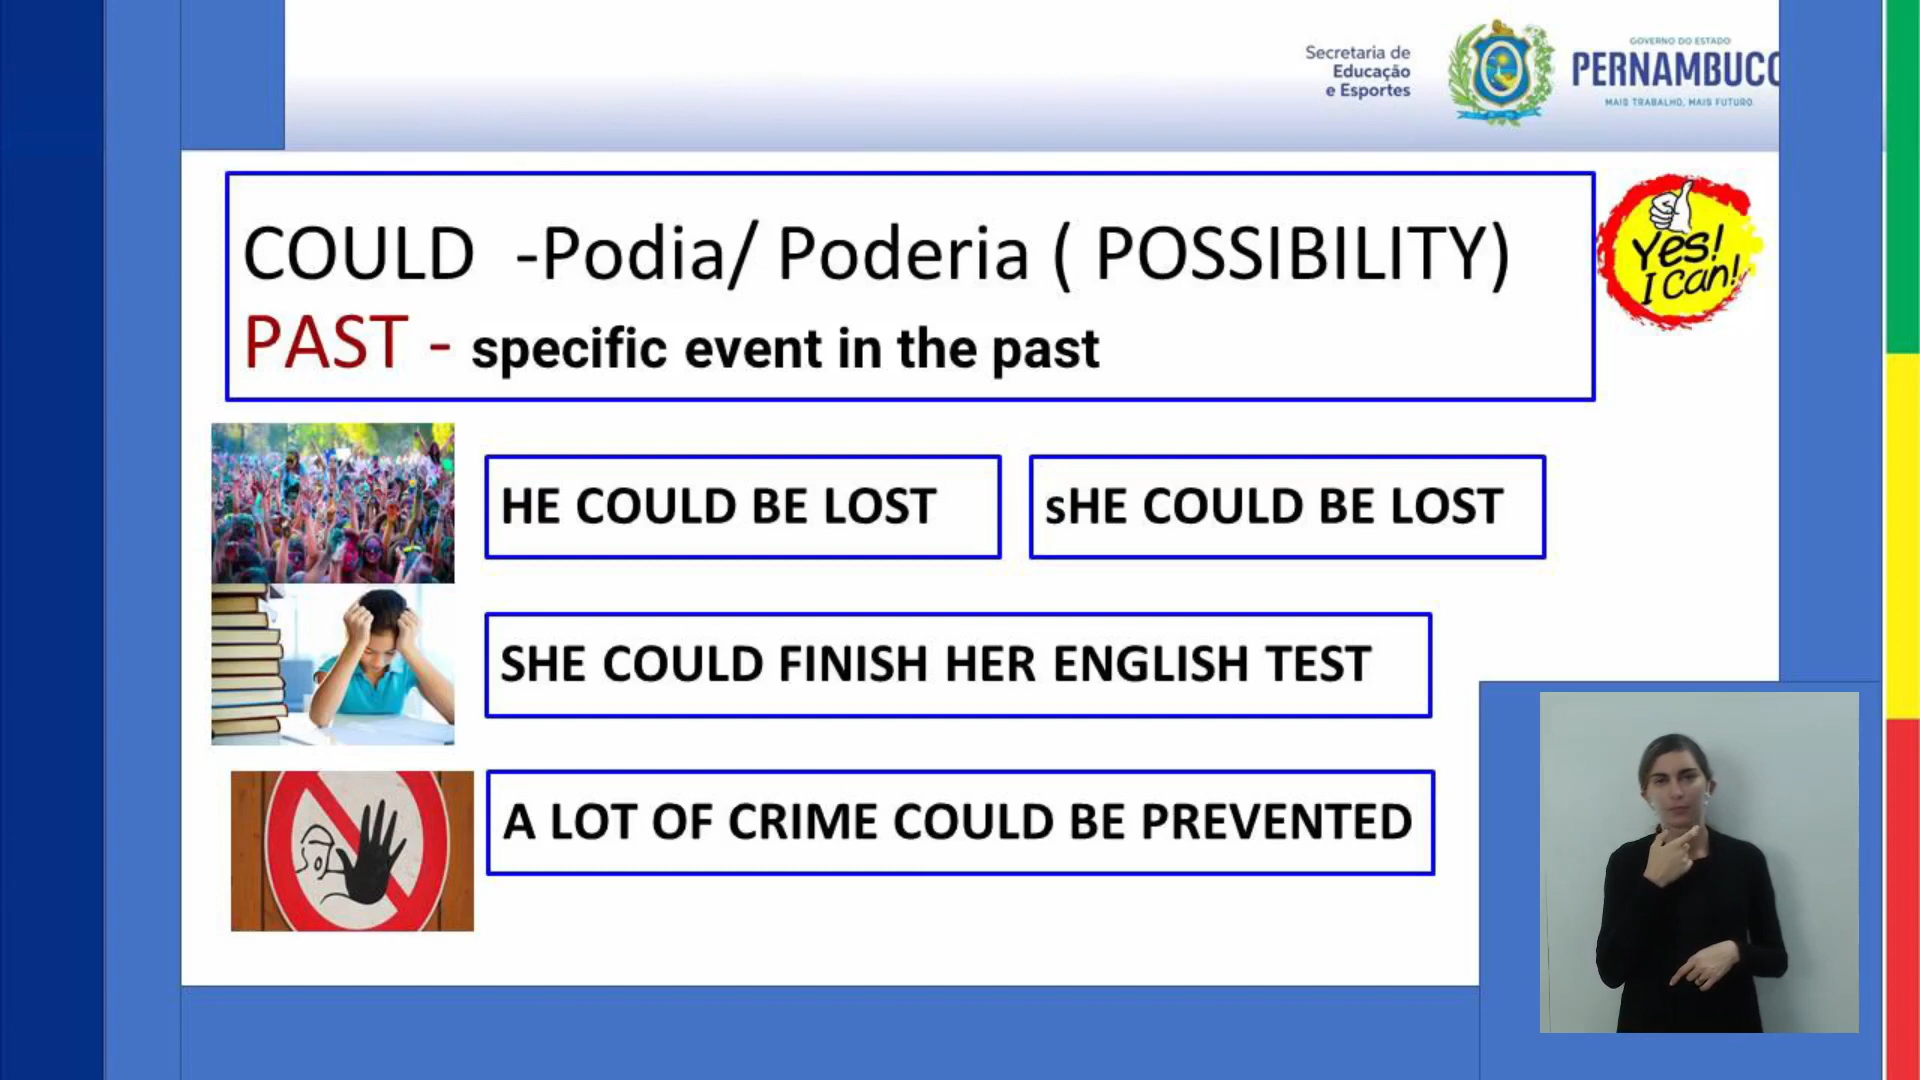 Secretaria de
Educação
e Esportes
GOVERNO DO ESTADO
PERNAMBUCO
MAIS TRABALHO, MAIS FUTURO.
COULD -Podia/ Poderia ( POSSIBILITY)
PAST - specific event in the past
Yes!
I can!
HE COULD BE LOST
sHE COULD BE LOST
SHE COULD FINISH HER ENGLISH TEST
A LOT OF CRIME COULD BE PREVENTED